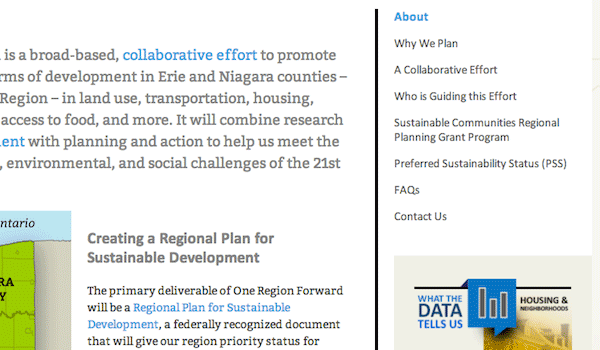 is a broad-based, collaborative effort to promote
rms of development in Erie and Niagara counties –
Region – in land use, transportation, housing,
access to food, and more. It will combine research
ent with planning and action to help us meet the
, environmental, and social challenges of the 21st
ntario
RA
Y
Creating a Regional Plan for
Sustainable Development
The primary deliverable of One Region Forward
will be a Regional Plan for Sustainable
Development, a federally recognized document
that will give our region priority status for
About
Why We Plan
A Collaborative Effort
Who is Guiding this Effort
Sustainable Communities Regional
Planning Grant Program
Preferred Sustainability Status (PSS)
FAQs
Contact Us
WHAT THE
DATA
TELLS US
HOUSING &
NEIGHBORHOODS